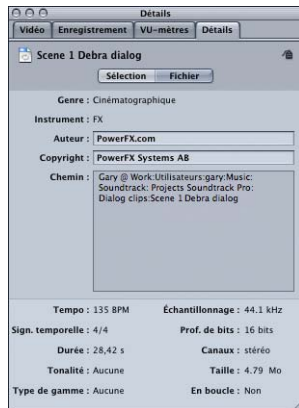 Détails
Vidéo Enregistrement VU-mètres Détails
Scene 1 Debra dialog
Sélection Fichier
Genre : Cinématographique
Instrument : FX
Auteur : PowerFX.com
Copyright : PowerFX Systems AB
Chemin : Gary @ Work:Utilisateurs:gary:Music:
Soundtrack: Projects Soundtrack Pro:
Dialog clips:Scene 1 Debra dialog
Tempo : 135 BPM Échantillonnage : 44.1 kHz
Sign. temporelle : 4/4 Prof. de bits : 16 bits
Durée : 28,42 s Canaux : stéréo
Tonalité : Aucune Taille : 4.79 Mo
Type de gamme : Aucune En boucle : Non